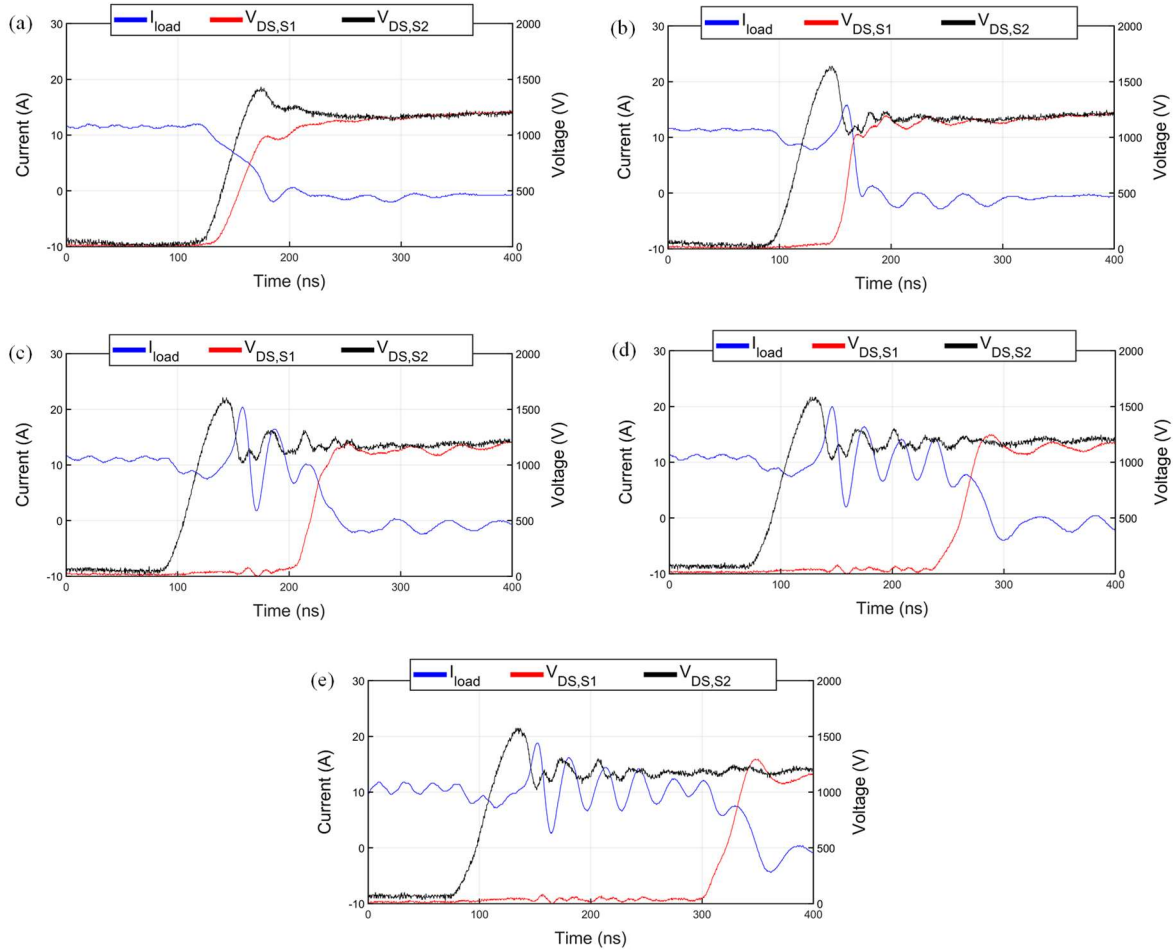 (a)
I_load V_DS,S1 V_DS,S2
30 2000
20 1500
10 1000
0 500
-10 0
0 100 200 300 400
Current (A)
Voltage (V)
Time (ns)
(b)
I_load V_DS,S1 V_DS,S2
30 2000
20 1500
10 1000
0 500
-10 0
0 100 200 300 400
Current (A)
Voltage (V)
Time (ns)
(c)
I_load V_DS,S1 V_DS,S2
30 2000
20 1500
10 1000
0 500
-10 0
0 100 200 300 400
Current (A)
Voltage (V)
Time (ns)
(d)
I_load V_DS,S1 V_DS,S2
30 2000
20 1500
10 1000
0 500
-10 0
0 100 200 300 400
Current (A)
Voltage (V)
Time (ns)
(e)
I_load V_DS,S1 V_DS,S2
30 2000
20 1500
10 1000
0 500
-10 0
0 100 200 300 400
Current (A)
Voltage (V)
Time (ns)